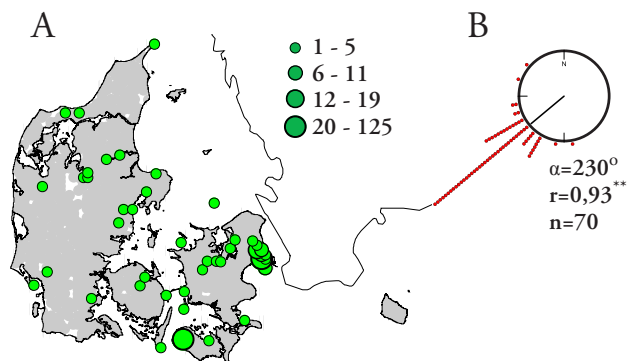 A
B
1 - 5
6 - 11
12 - 19
20 - 125
N
α=230°
r=0,93**
n=70